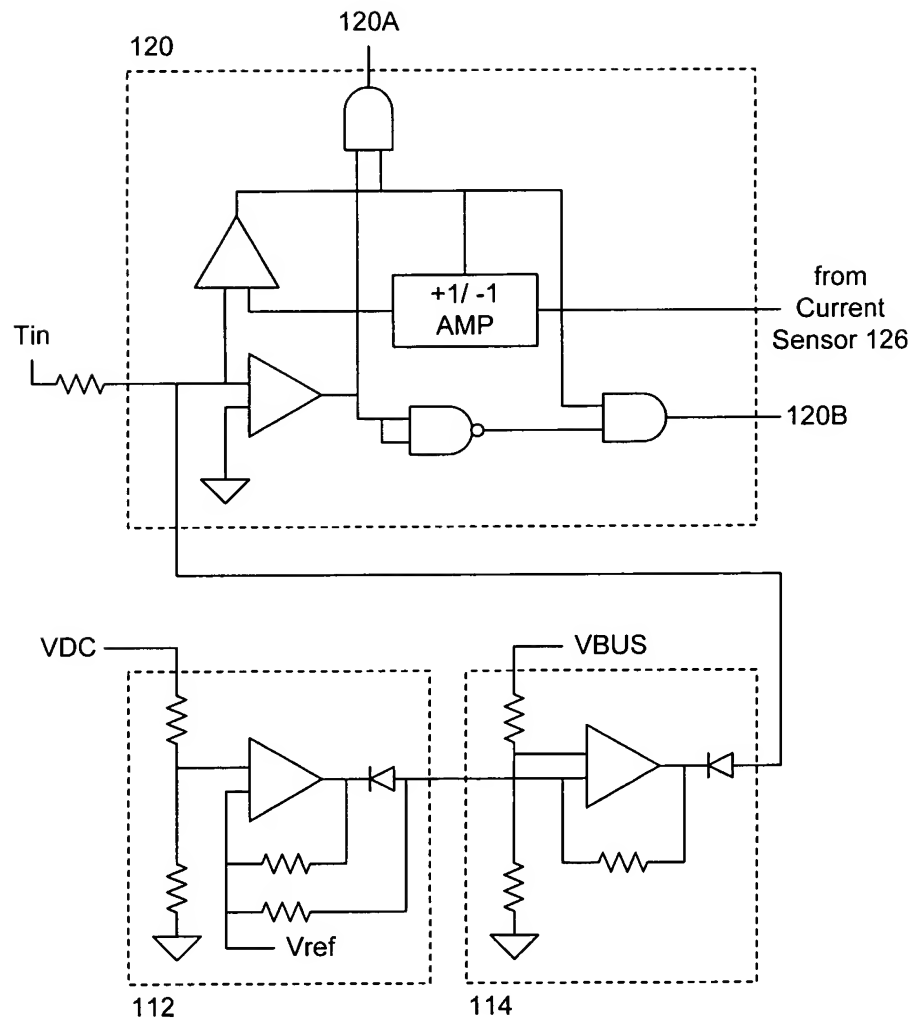 120A
120
+1/ -1
AMP
from
Current
Sensor 126
Tin
120B
VDC
VBUS
Vref
112
114